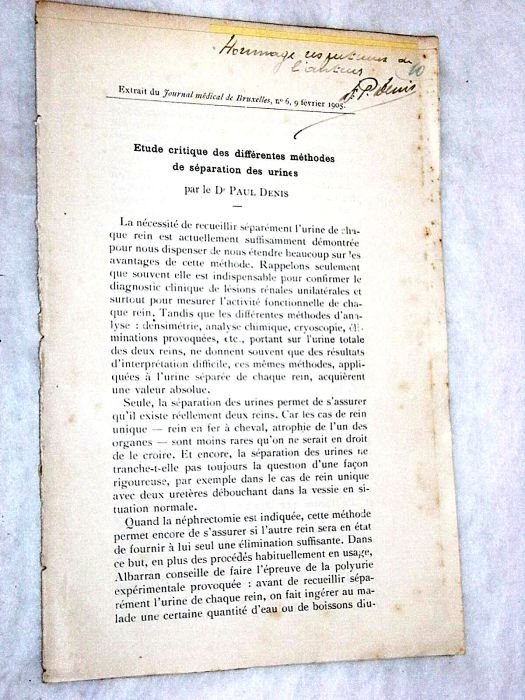 Hommage respectueux de
l'auteur
Dr P. Denis
Extrait du Journal médical de Bruxelles, nº 6, 9 février 1905.
Etude critique des différentes méthodes
de séparation des urines
par le Dr PAUL DENIS
La nécessité de recueillir séparément l'urine de cha-
que rein est actuellement suffisamment démontrée
pour nous dispenser de nous étendre beaucoup sur les
avantages de cette méthode. Rappelons seulement
que souvent elle est indispensable pour confirmer le
diagnostic clinique de lésions rénales unilatérales et
surtout pour mesurer l'activité fonctionnelle de cha-
que rein. Tandis que les différentes méthodes d'ana-
lyse : densimétrie, analyse chimique, cryoscopie, éli-
minations provoquées, etc., portant sur l'urine totale
des deux reins, ne donnent souvent que des résultats
d'interprétation difficile, ces mêmes méthodes, appli-
quées à l'urine séparée de chaque rein, acquièrent
une valeur absolue.
Seule, la séparation des urines permet de s'assurer
qu'il existe réellement deux reins. Car les cas de rein
unique — rein en fer à cheval, atrophie de l'un des
organes — sont moins rares qu'on ne serait en droit
de le croire. Et encore, la séparation des urines ne
tranche-t-elle pas toujours la question d'une façon
rigoureuse, par exemple dans le cas de rein unique
avec deux uretères débouchant dans la vessie en si-
tuation normale.
Quand la néphrectomie est indiquée, cette méthode
permet encore de s'assurer si l'autre rein sera en état
de fournir à lui seul une élimination suffisante. Dans
ce but, en plus des procédés habituellement en usage,
Albarran conseille de faire l'épreuve de la polyurie
expérimentale provoquée : avant de recueillir sépa-
rément l'urine de chaque rein, on fait ingérer au ma-
lade une certaine quantité d'eau ou de boissons diu-